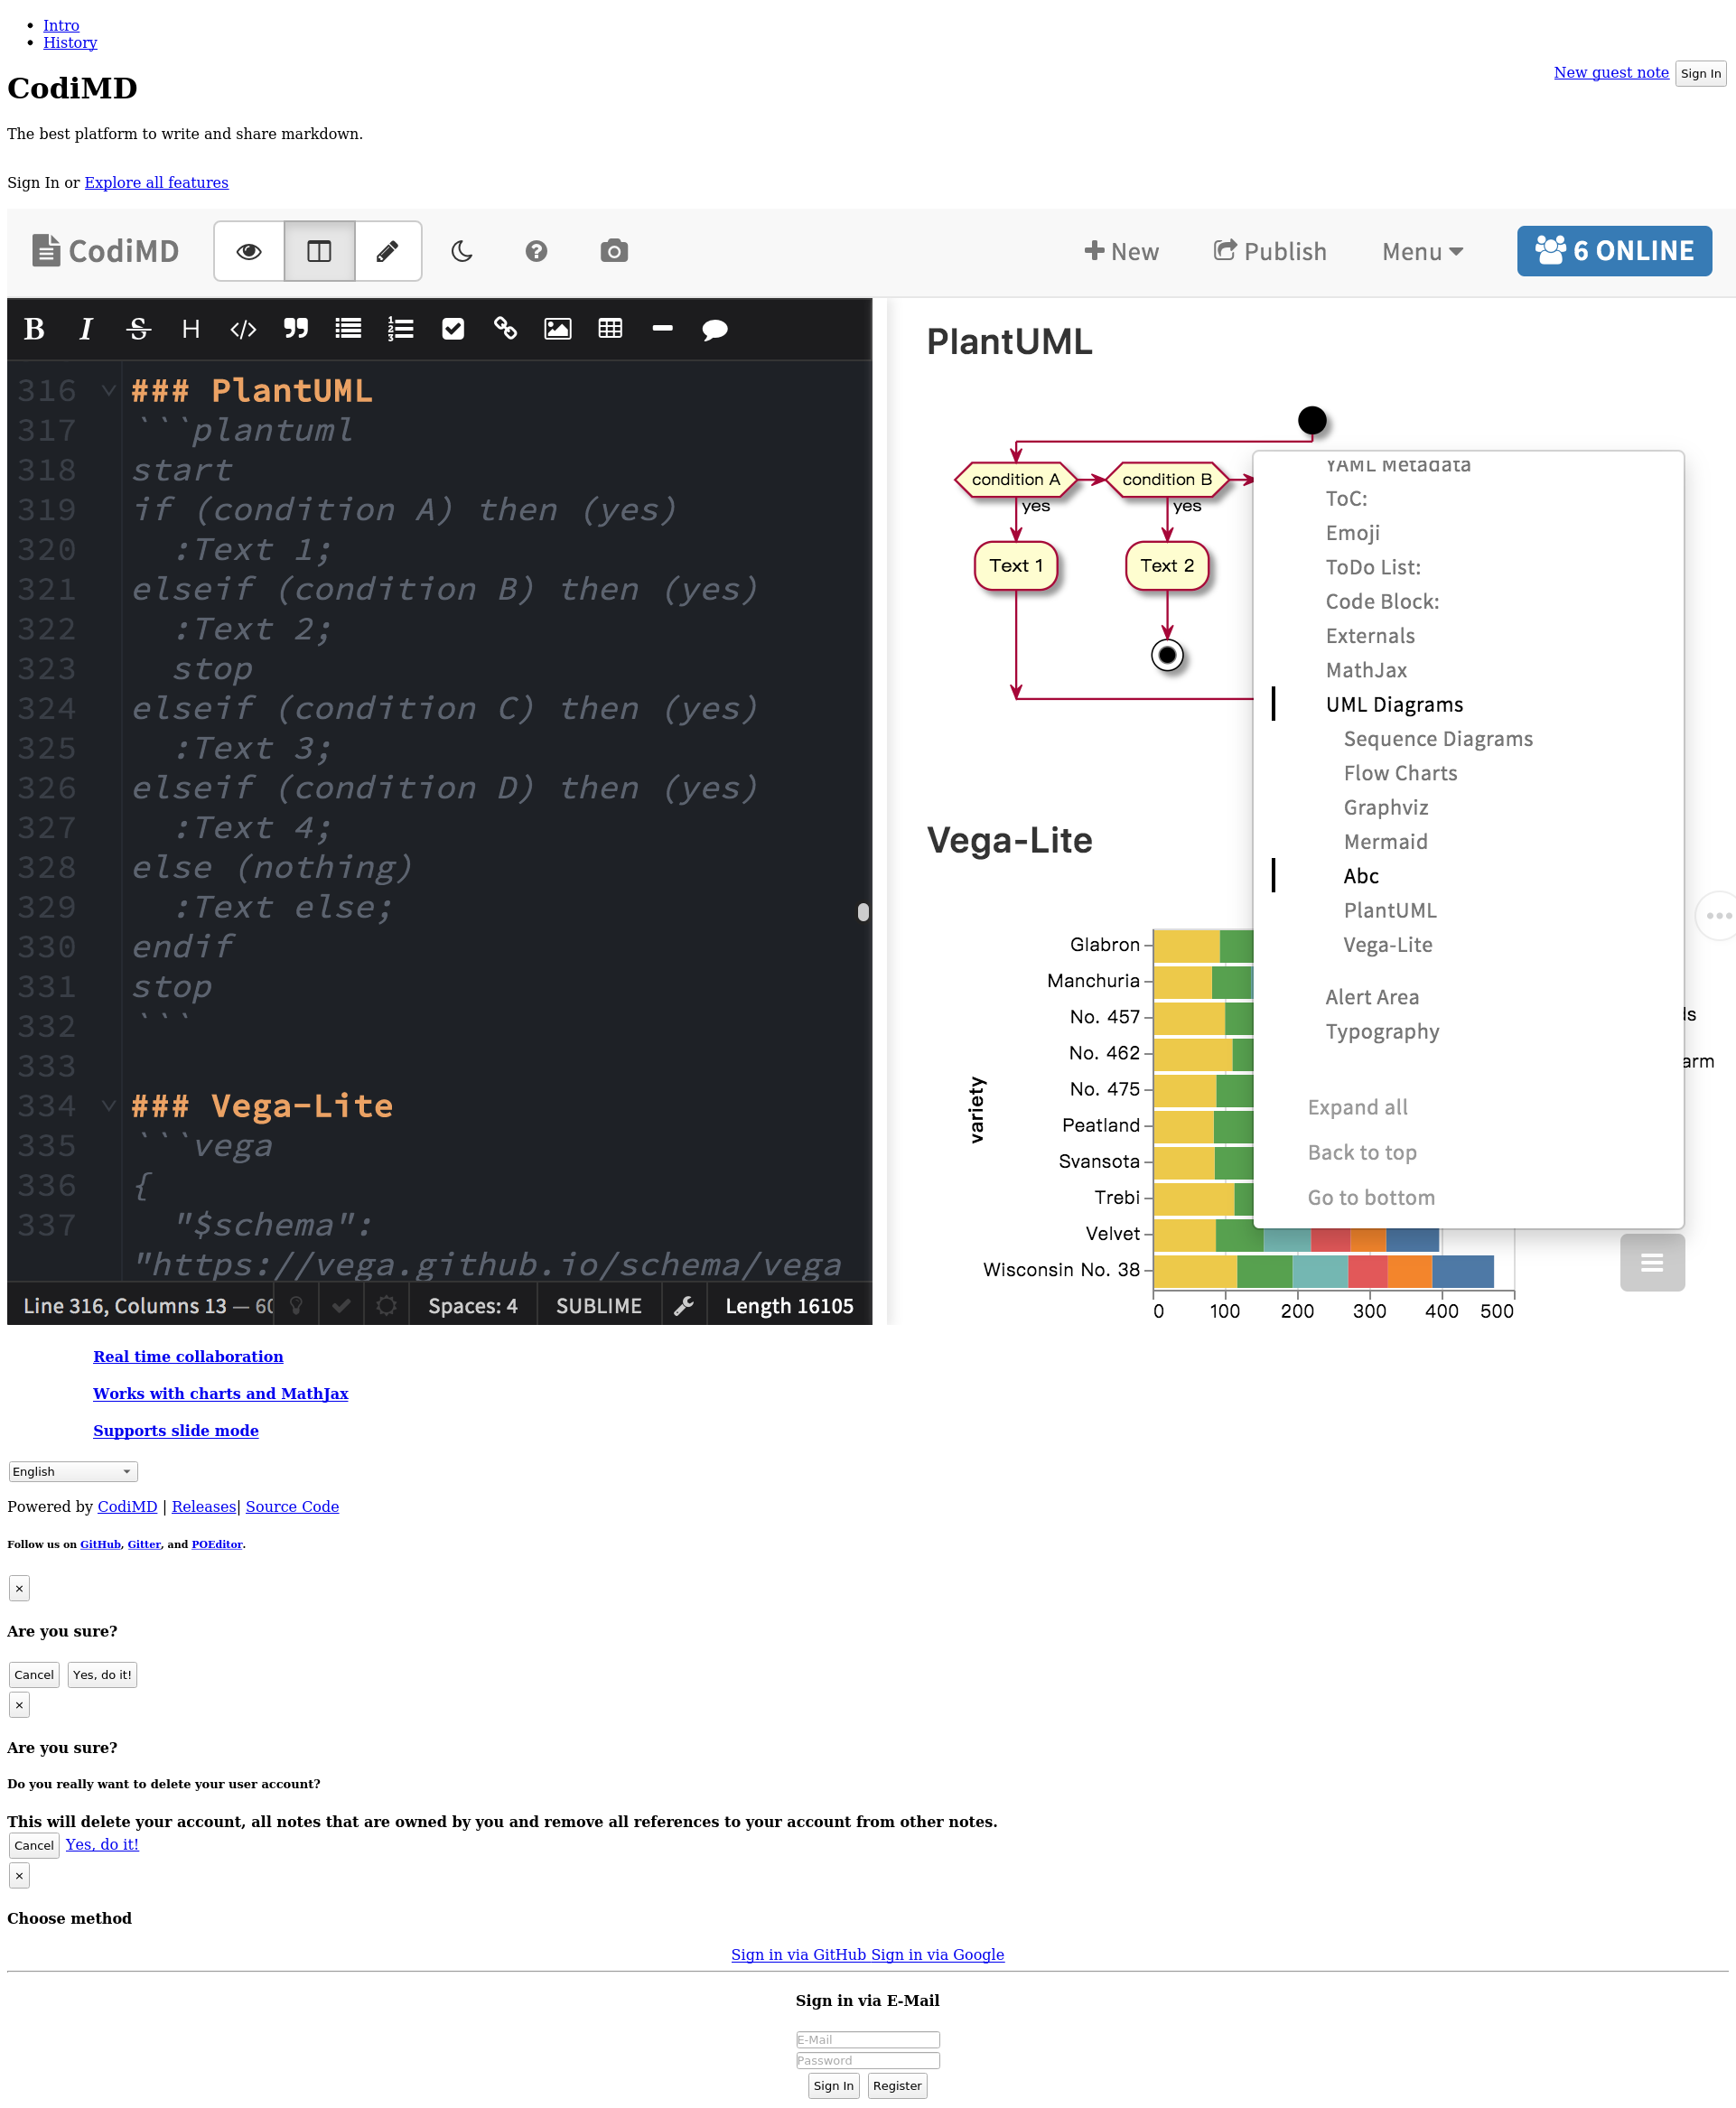 Intro
History
New guest note Sign In
CodiMD
The best platform to write and share markdown.
Sign In or Explore all features
CodiMD
New
Publish
Menu
6 ONLINE
B I S H
316 ### PlantUML
317 ```plantuml
318 start
319 if (condition A) then (yes)
320 :Text 1;
321 elseif (condition B) then (yes)
322 :Text 2;
323 stop
324 elseif (condition C) then (yes)
325 :Text 3;
326 elseif (condition D) then (yes)
327 :Text 4;
328 else (nothing)
329 :Text else;
330 endif
331 stop
332 ```
333
334 ### Vega-Lite
335 ```vega
336 {
337 "$schema":
"https://vega.github.io/schema/vega
Line 316, Columns 13 — 60
Spaces: 4
SUBLIME
Length 16105
PlantUML
condition A
condition B
yes
yes
Text 1
Text 2
Vega-Lite
variety
Glabron
Manchuria
No. 457
No. 462
No. 475
Peatland
Svansota
Trebi
Velvet
Wisconsin No. 38
0 100 200 300 400 500
YAML Metadata
ToC:
Emoji
ToDo List:
Code Block:
Externals
MathJax
UML Diagrams
Sequence Diagrams
Flow Charts
Graphviz
Mermaid
Abc
PlantUML
Vega-Lite
Alert Area
Typography
Expand all
Back to top
Go to bottom
ls
arm
Real time collaboration
Works with charts and MathJax
Supports slide mode
English
Powered by CodiMD | Releases| Source Code
Follow us on GitHub, Gitter, and POEditor.
×
Are you sure?
Cancel Yes, do it!
×
Are you sure?
Do you really want to delete your user account?
This will delete your account, all notes that are owned by you and remove all references to your account from other notes.
Cancel Yes, do it!
×
Choose method
Sign in via GitHub Sign in via Google
Sign in via E-Mail
E-Mail
Password
Sign In Register